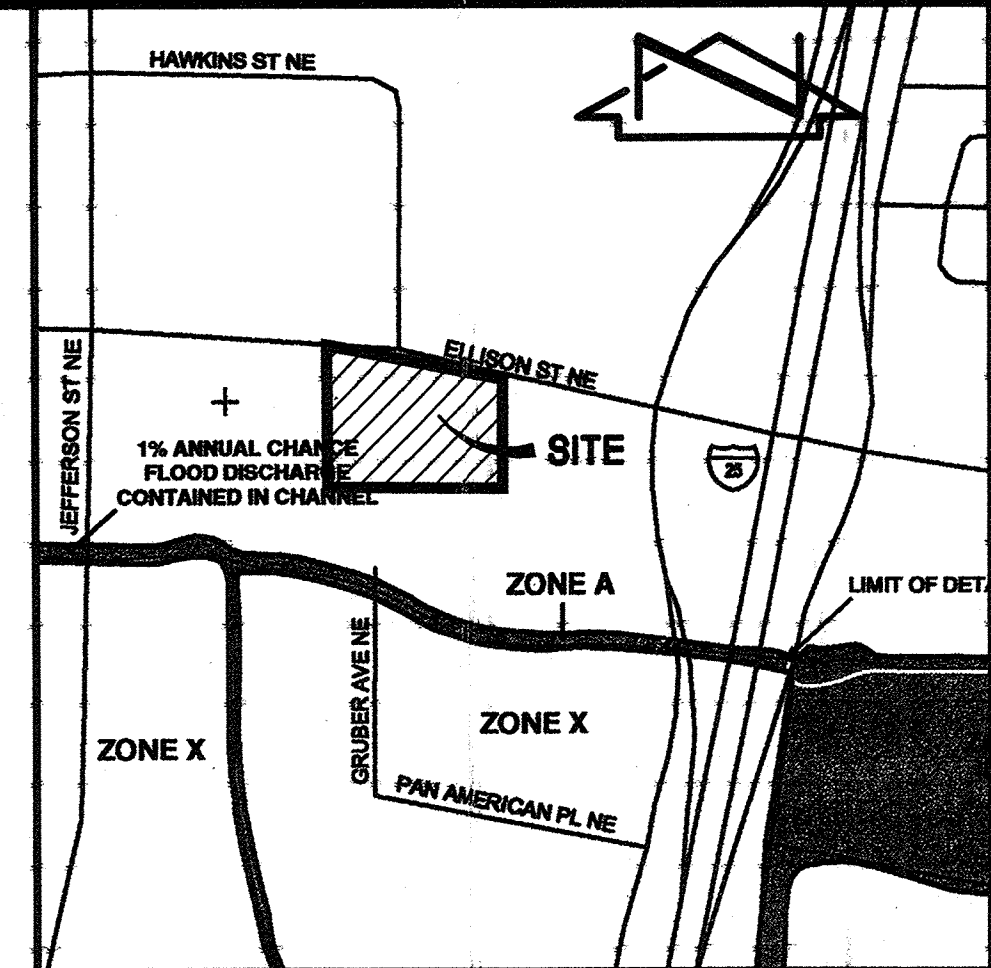 HAWKINS ST NE
ELLISON ST NE
JEFFERSON ST NE
1% ANNUAL CHANCE
FLOOD DISCHARGE
CONTAINED IN CHANNEL
SITE
25
ZONE A
LIMIT OF
GRUBER AVE NE
ZONE X
ZONE X
PAN AMERICAN PL NE